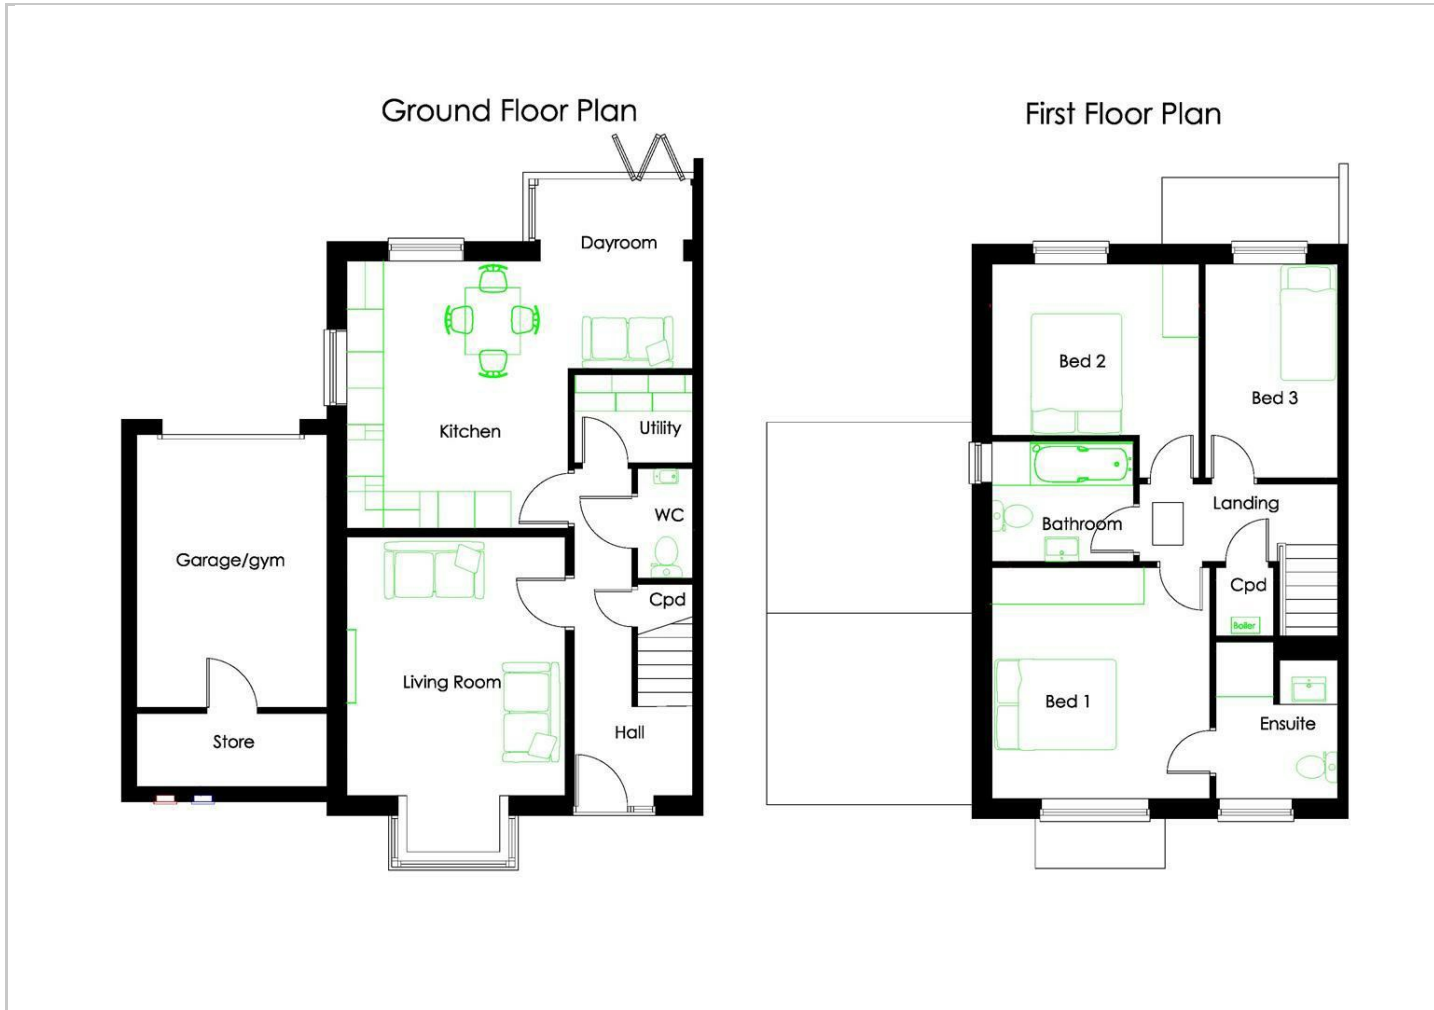 Ground Floor Plan
Dayroom
Kitchen
Utility
WC
Garage/gym
Cpd
Living Room
Hall
Store
First Floor Plan
Bed 2
Bed 3
Landing
Bathroom
Cpd
Boiler
Bed 1
Ensuite